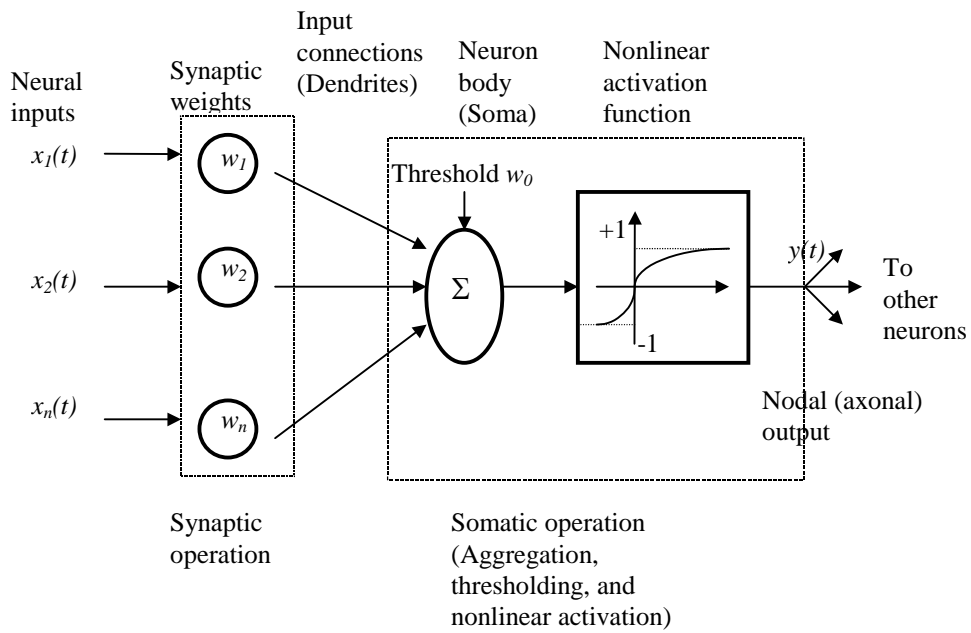 Neural
inputs
x1(t)
x2(t)
xn(t)
Synaptic
weights
w1
w2
wn
Input
connections
(Dendrites)
Neuron
body
(Soma)
Nonlinear
activation
function
Threshold w0
Σ
+1
-1
y(t)
To
other
neurons
Nodal (axonal)
output
Synaptic
operation
Somatic operation
(Aggregation,
thresholding, and
nonlinear activation)